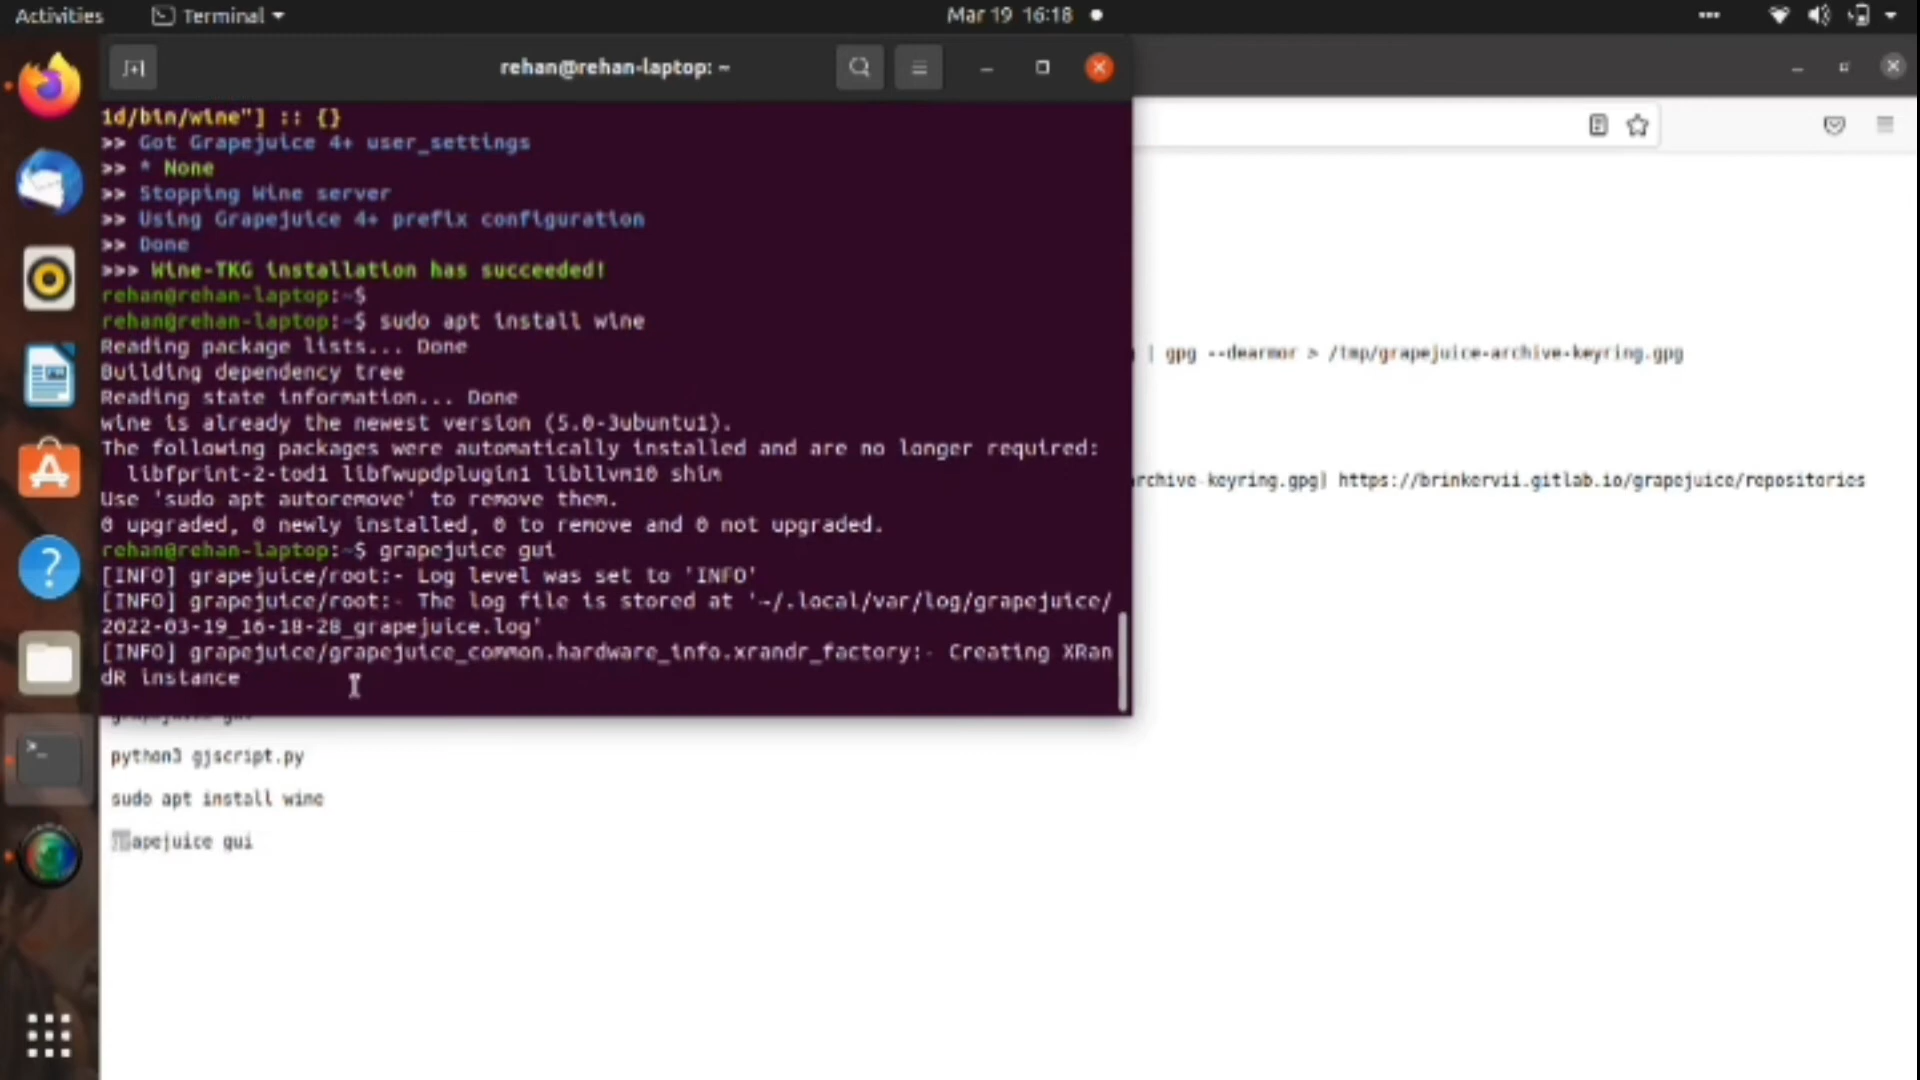 Activities
Terminal
Mar 19 16:18
rehan@rehan-laptop: ~
1d/bin/wine"] :: {}
>> Got Grapejuice 4+ user_settings
>> * None
>> Stopping Wine server
>> Using Grapejuice 4+ prefix configuration
>> Done
>>> Wine-TKG installation has succeeded!
rehan@rehan-laptop:~$
rehan@rehan-laptop:~$ sudo apt install wine
Reading package lists... Done
Building dependency tree
Reading state information... Done
wine is already the newest version (5.0-3ubuntu1).
The following packages were automatically installed and are no longer required:
libfprint-2-tod1 libfwupdplugin1 libllvm10 shim
Use 'sudo apt autoremove' to remove them.
0 upgraded, 0 newly installed, 0 to remove and 0 not upgraded.
rehan@rehan-laptop:~$ grapejuice gui
[INFO] grapejuice/root:- Log level was set to 'INFO'
[INFO] grapejuice/root:- The log file is stored at '~/.local/var/log/grapejuice/
2022-03-19_16-18-28_grapejuice.log'
[INFO] grapejuice/grapejuice_common.hardware_info.xrandr_factory:- Creating XRan
dR instance
| gpg --dearmor > /tmp/grapejuice-archive-keyring.gpg
rchive-keyring.gpg] https://brinkervii.gitlab.io/grapejuice/repositories
python3 gjscript.py
sudo apt install wine
apejuice gui